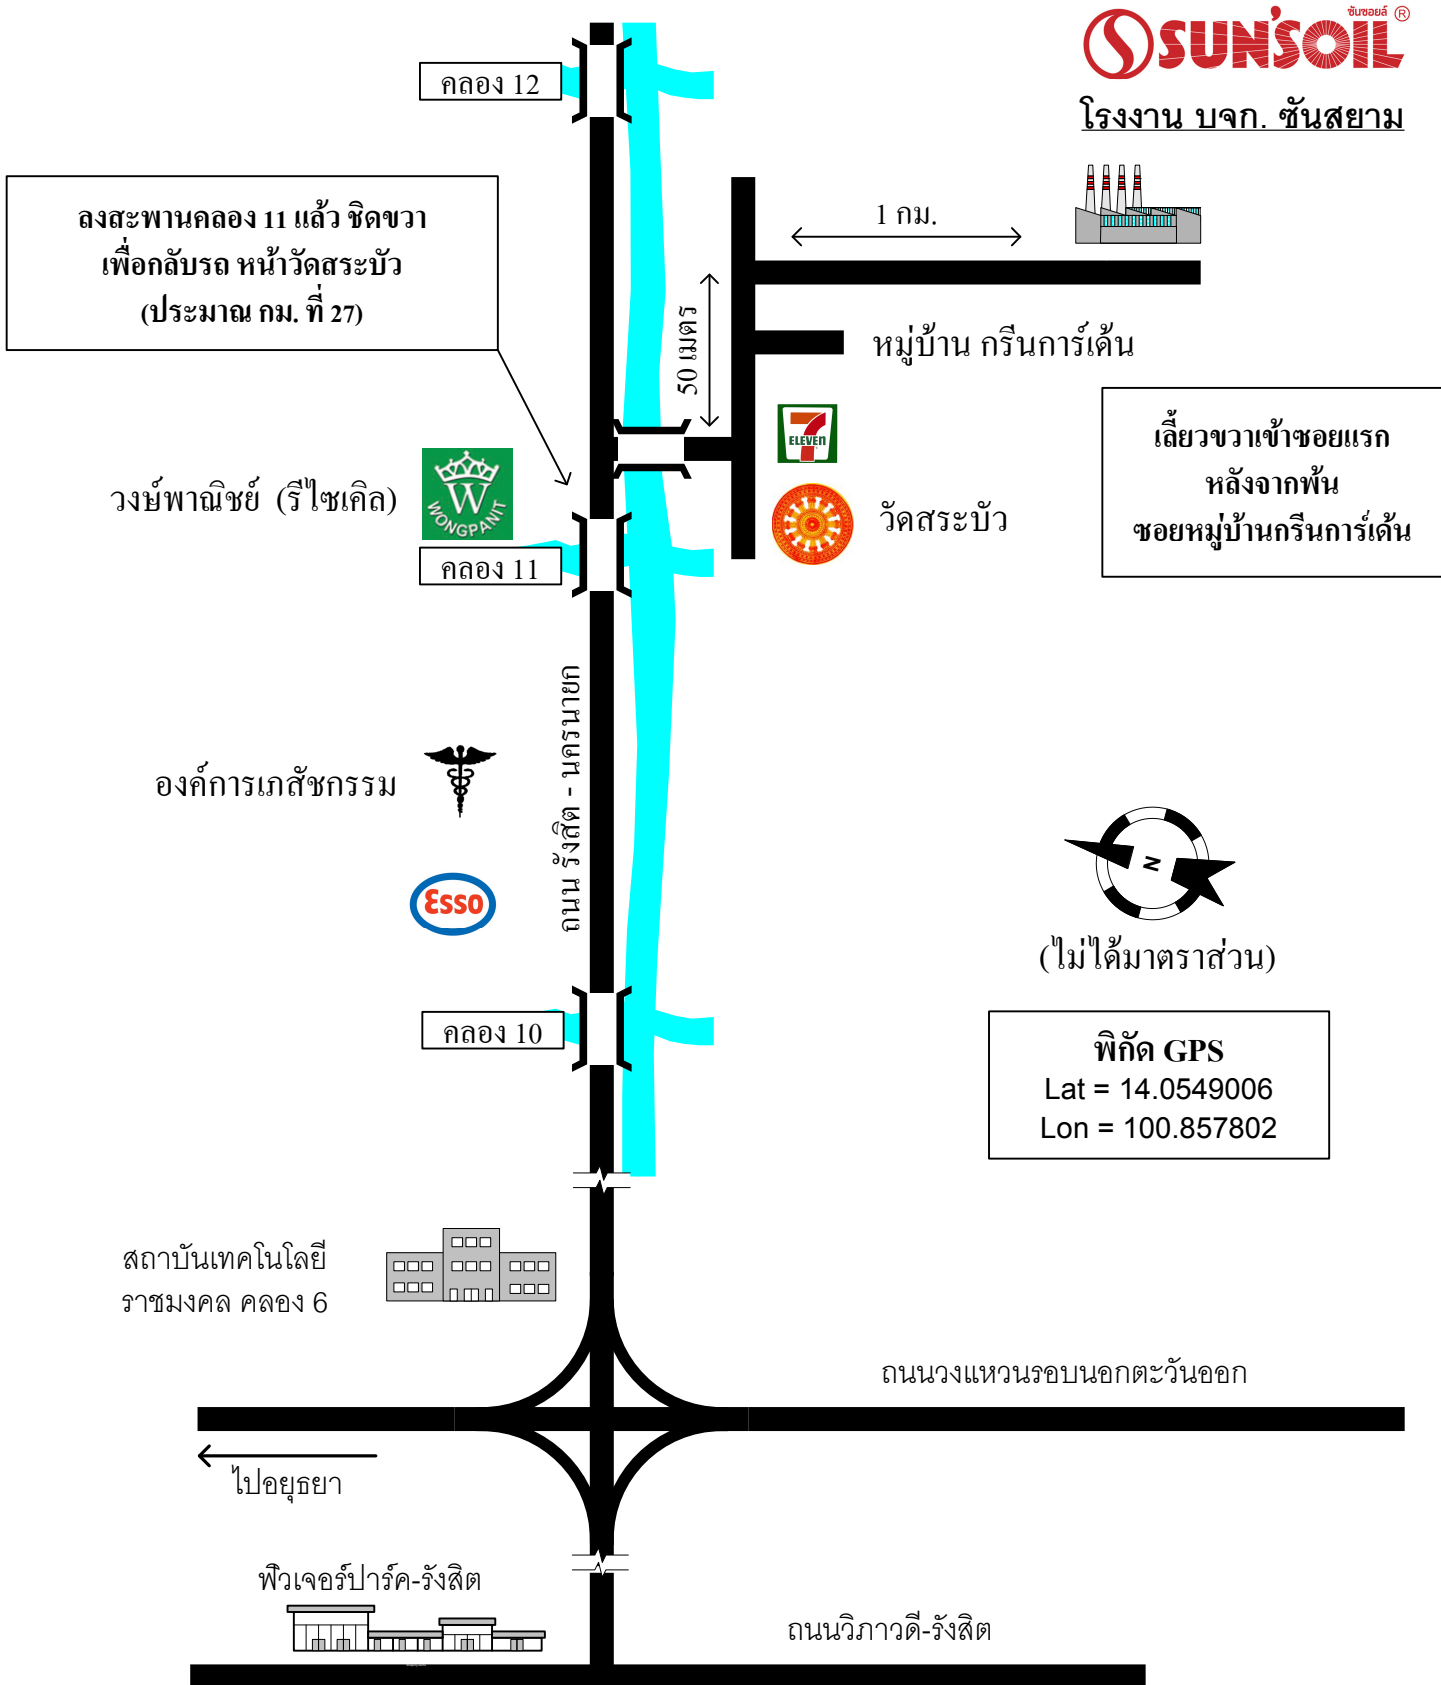 ซันซอยล์ ®
SUN'SOIL
โรงงาน บจก. ซันสยาม
คลอง 12
ลงสะพานคลอง 11 แล้ว ชิดขวา
เพื่อกลับรถ หน้าวัดสระบัว
(ประมาณ กม. ที่ 27)
1 กม.
50 เมตร
หมู่บ้าน กรีนการ์เด้น
7
ELEVEN
เลี้ยวขวาเข้าซอยแรก
หลังจากพ้น
ซอยหมู่บ้านกรีนการ์เด้น
วงษ์พาณิชย์ (รีไซเคิล)
W
WONGPANIT
วัดสระบัว
คลอง 11
ถนน รังสิต - นครนายก
องค์การเภสัชกรรม
Esso
N
(ไม่ได้มาตราส่วน)
คลอง 10
พิกัด GPS
Lat = 14.0549006
Lon = 100.857802
สถาบันเทคโนโลยี
ราชมงคล คลอง 6
ถนนวงแหวนรอบนอกตะวันออก
ไปอยุธยา
ฟิวเจอร์ปาร์ค-รังสิต
ถนนวิภาวดี-รังสิต